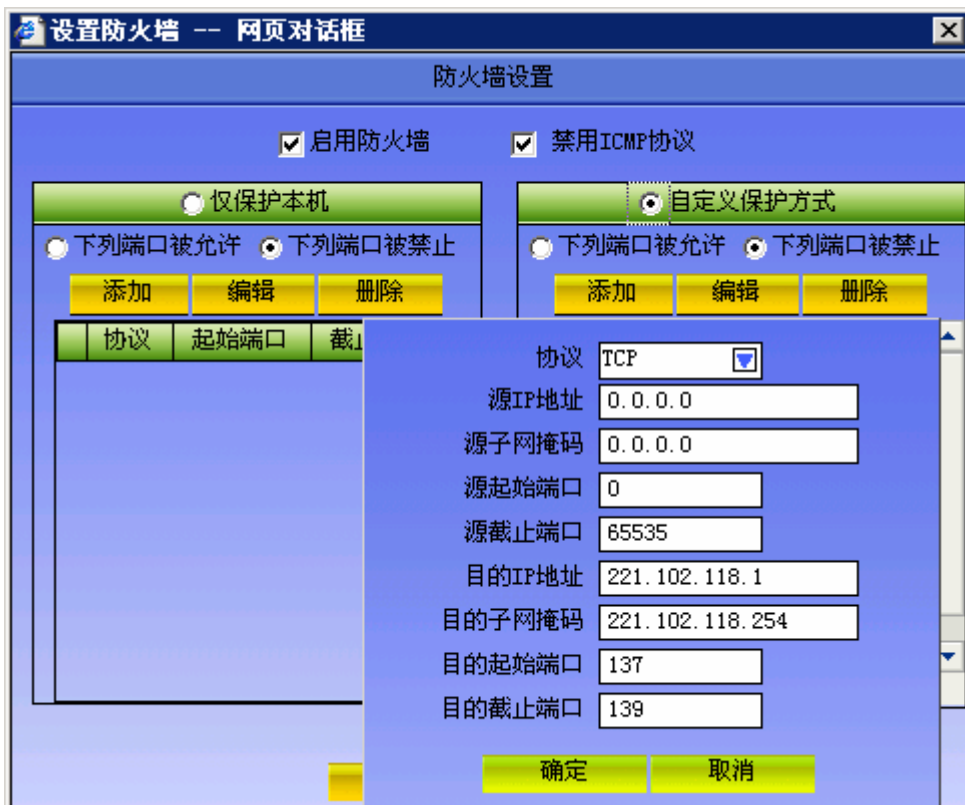 设置防火墙 -- 网页对话框
防火墙设置
启用防火墙 禁用ICMP协议
仅保护本机 自定义保护方式
下列端口被允许 下列端口被禁止 下列端口被允许 下列端口被禁止
添加 编辑 删除 添加 编辑 删除
协议 起始端口 截
协议 TCP
源IP地址 0.0.0.0
源子网掩码 0.0.0.0
源起始端口 0
源截止端口 65535
目的IP地址 221.102.118.1
目的子网掩码 221.102.118.254
目的起始端口 137
目的截止端口 139
确定 取消